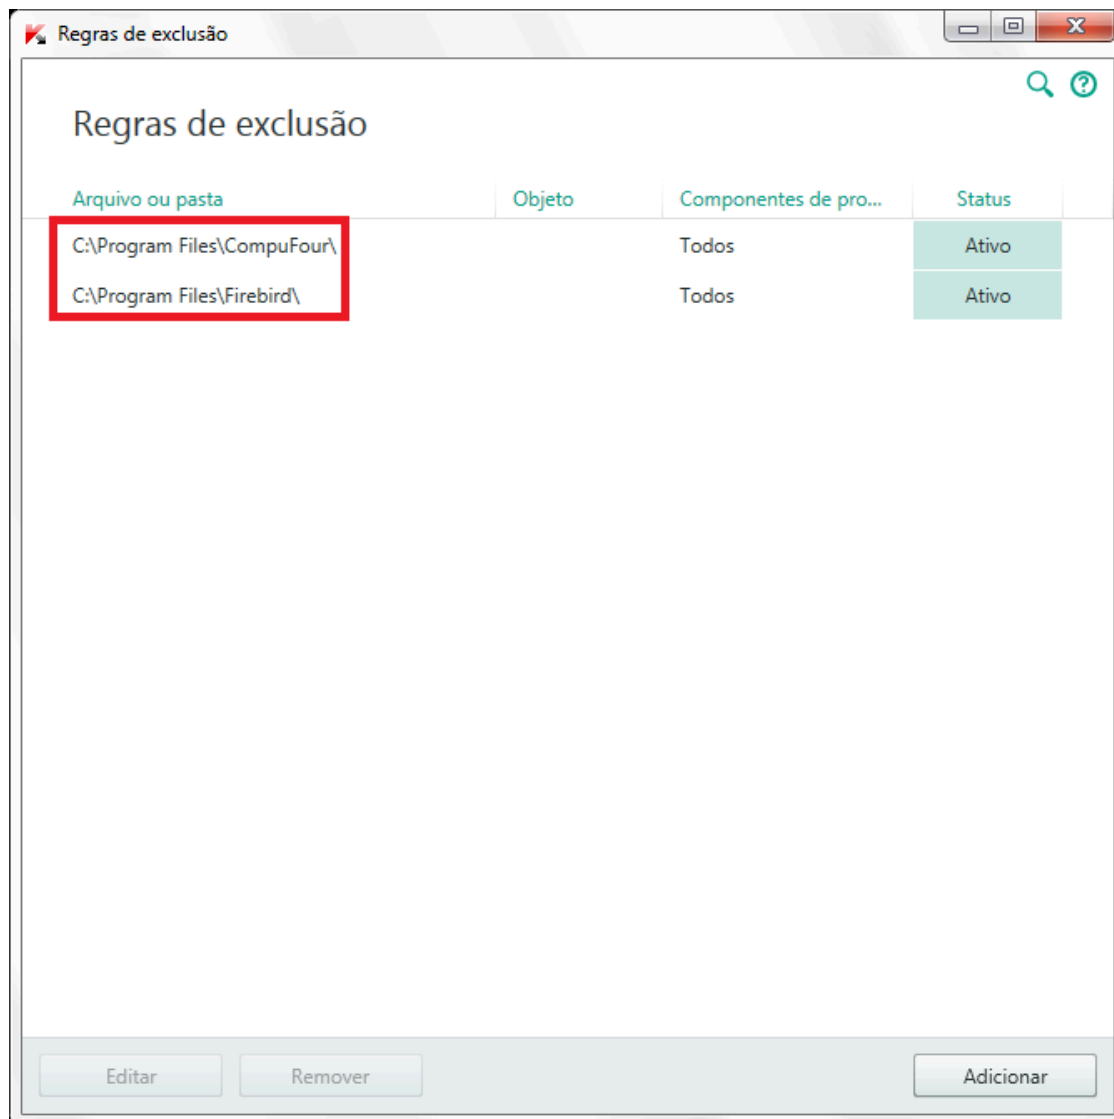 Regras de exclusão
Regras de exclusão
Arquivo ou pasta Objeto Componentes de pro... Status
C:\Program Files\CompuFour\ Todos Ativo
C:\Program Files\Firebird\ Todos Ativo
Editar Remover Adicionar